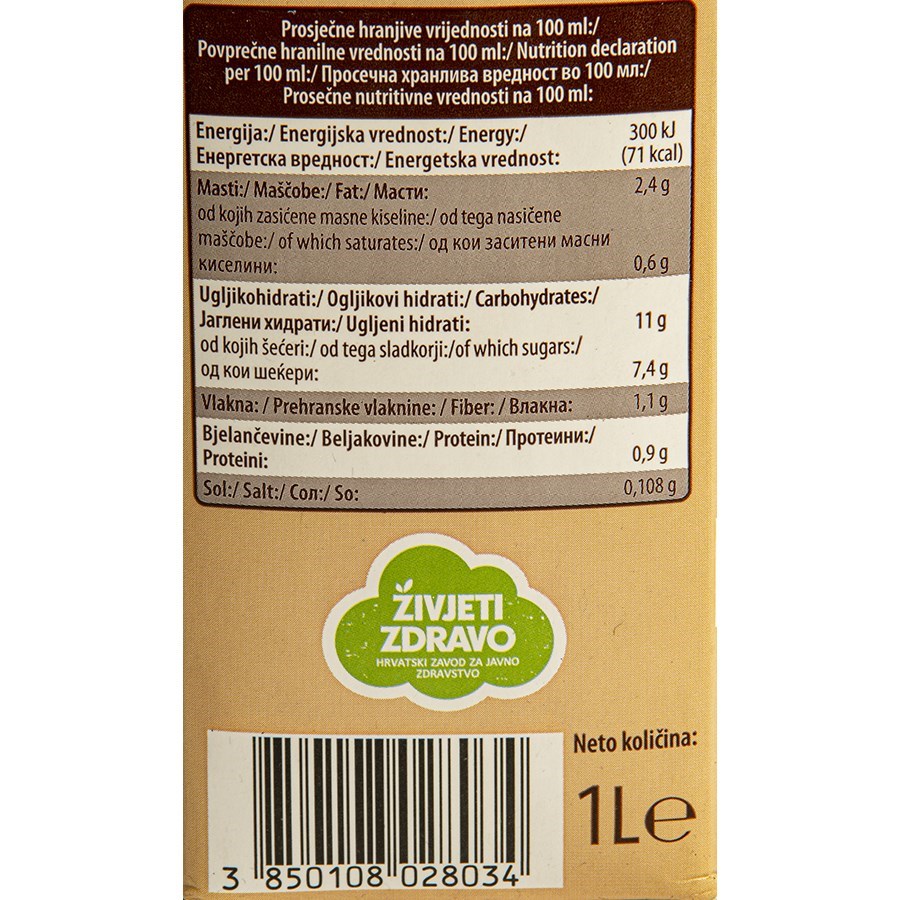 Prosječne hranjive vrijednosti na 100 ml:/
Povprečne hranilne vrednosti na 100 ml:/ Nutrition declaration
per 100 ml:/ Просечна хранлива вредност во 100 мл:/
Prosečne nutritivne vrednosti na 100 ml:
Energija:/ Energijska vrednost:/ Energy:/ 300 kJ
Енергетска вредност:/ Energetska vrednost: (71 kcal)
Masti:/ Maščobe:/ Fat:/ Масти: 2,4 g
od kojih zasićene masne kiseline:/ od tega nasičene
maščobe:/ of which saturates:/ од кои заситени масни
киселини: 0,6 g
Ugljikohidrati:/ Ogljikovi hidrati:/ Carbohydrates:/
Јаглени хидрати:/ Ugljeni hidrati: 11 g
od kojih šećeri:/ od tega sladkorji:/of which sugars:/
од кои шеќери: 7,4 g
Vlakna: / Prehranske vlaknine: / Fiber: / Влакна: 1,1 g
Bjelančevine:/ Beljakovine:/ Protein:/ Протеини:/
Proteini: 0,9 g
Sol:/ Salt:/ Сол:/ So: 0,108 g
ŽIVJETI
ZDRAVO
HRVATSKI ZAVOD ZA JAVNO
ZDRAVSTVO
Neto količina:
1L℮
3 850108 028034